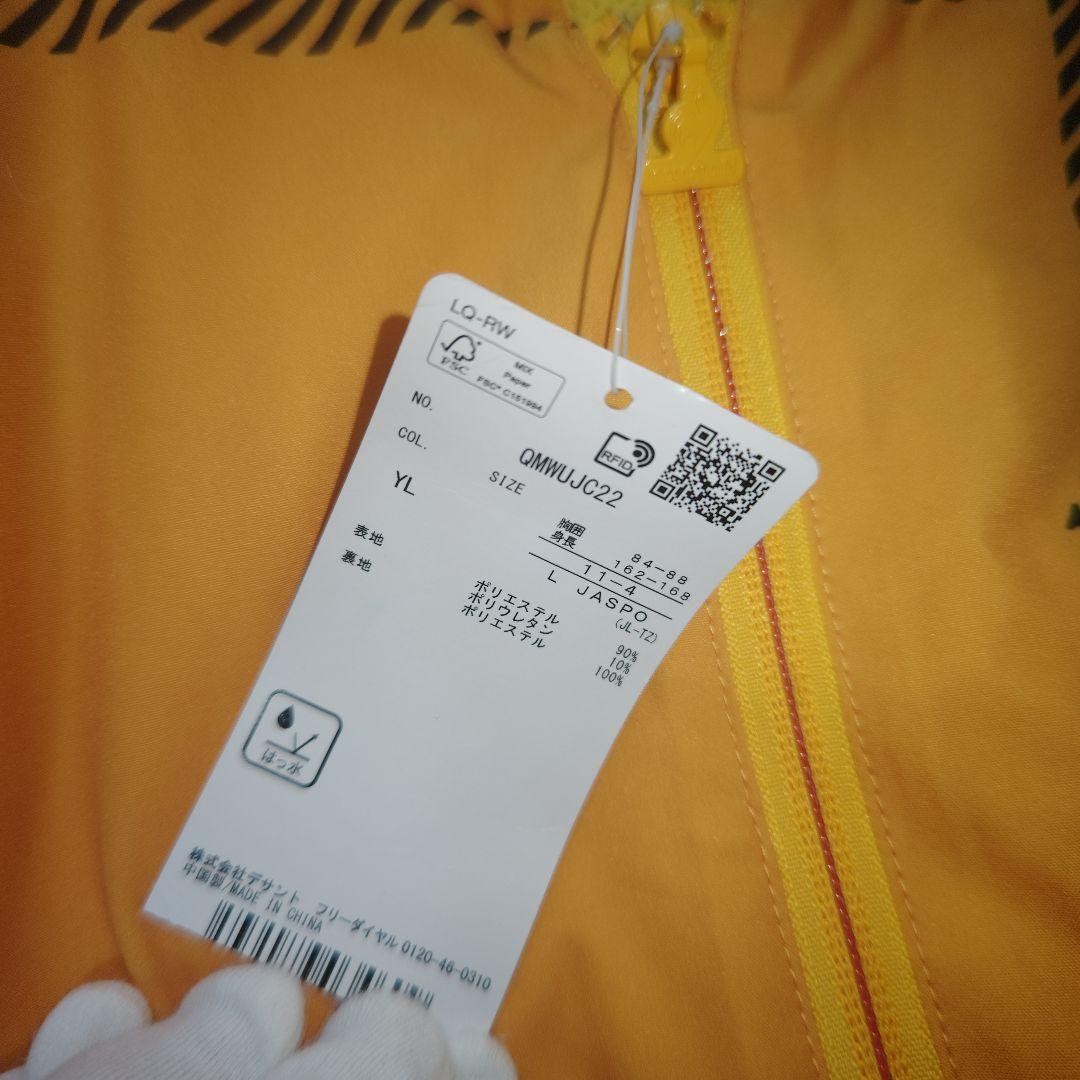 LQ-RW
FSC
MIX
Paper
FSC® C151994
NO.
QMWUJC22
RFID
COL.
SIZE
YL
胸囲 84-88
身長 162-168
11-4
L JASPO
(JL-TZ)
表地 ポリエステル 90%
ポリウレタン 10%
裏地 ポリエステル 100%
はっ水
株式会社デサント フリーダイヤル 0120-46-0310
中国製/MADE IN CHINA